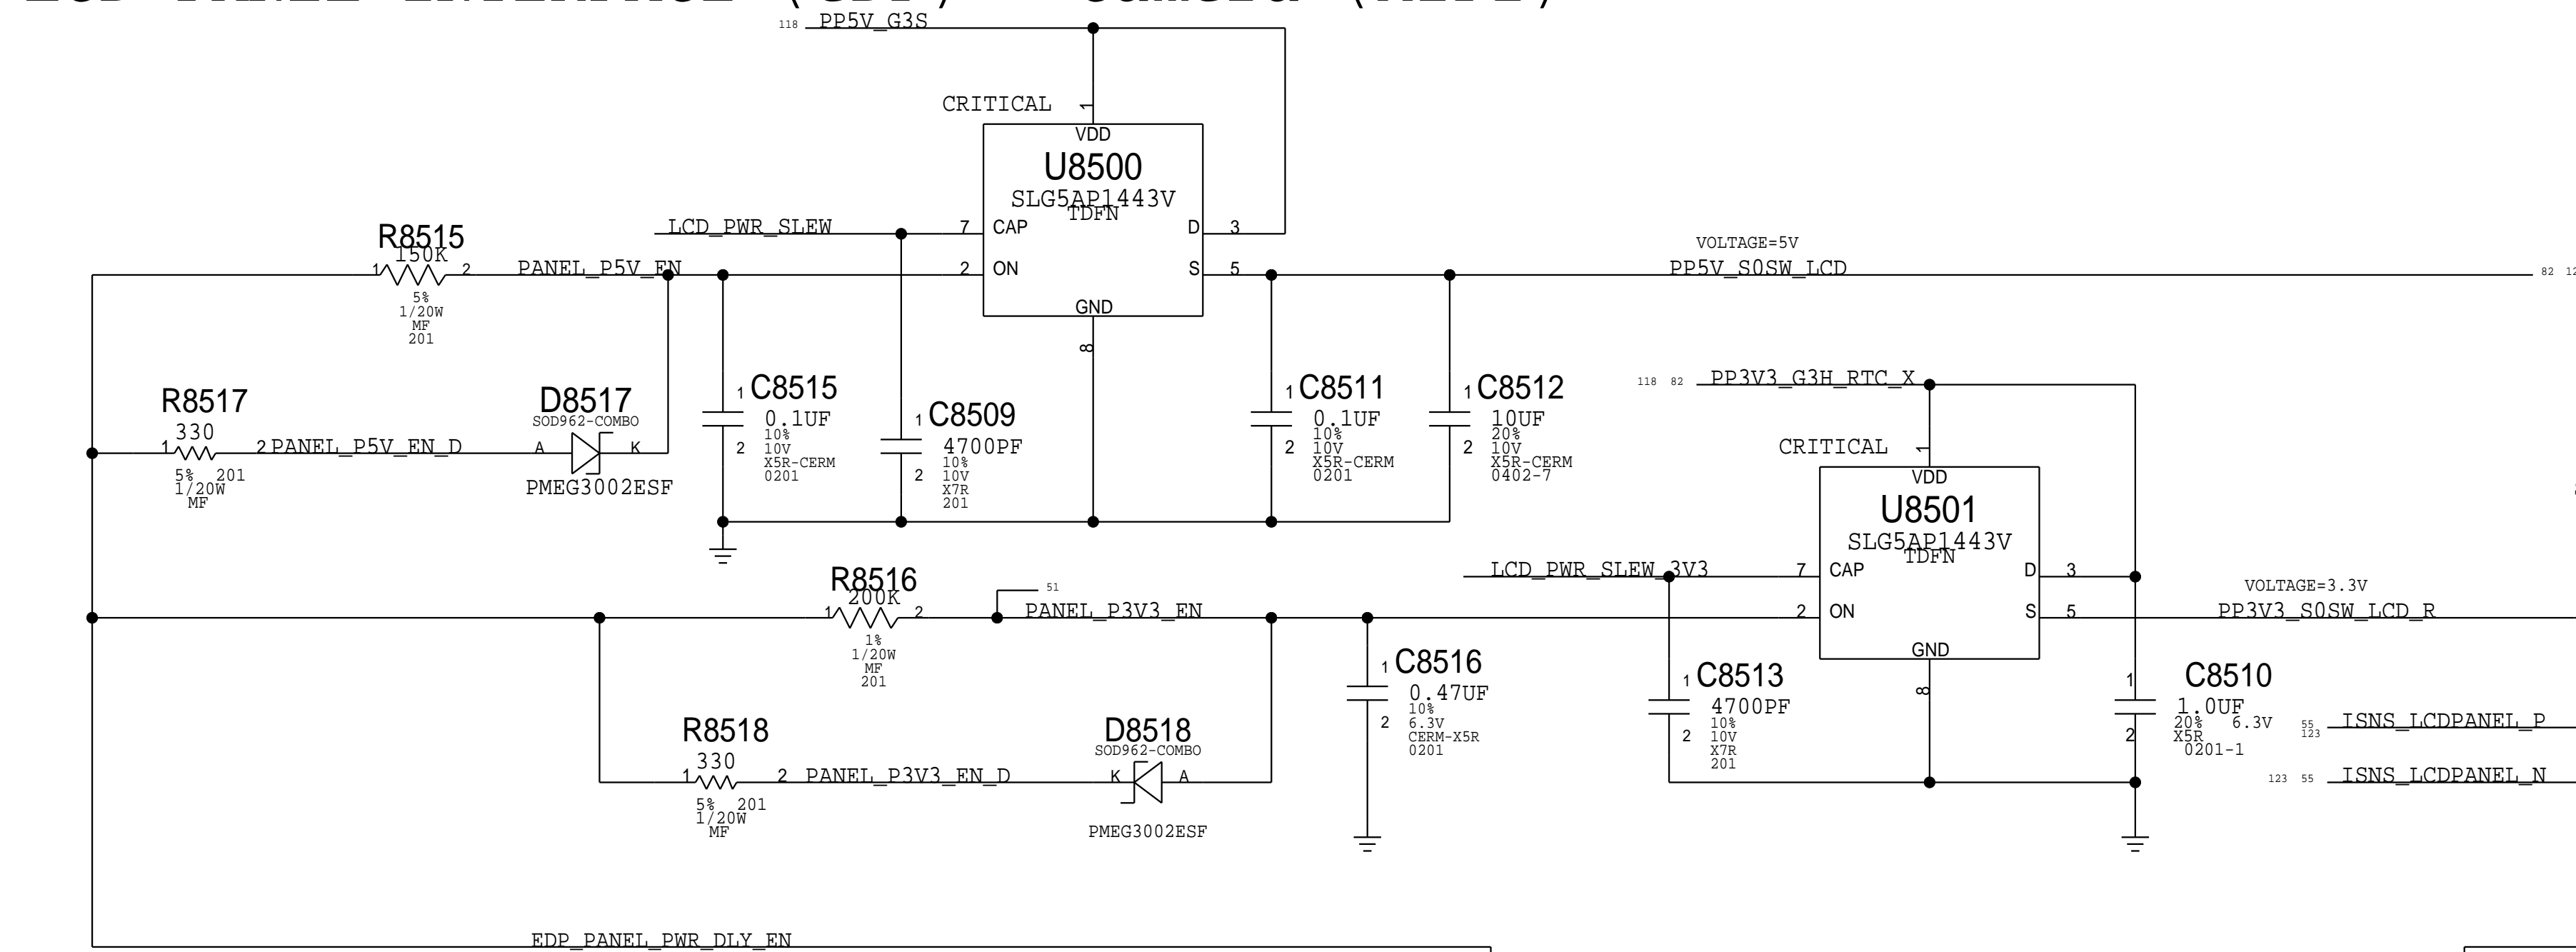 118 PP5V_G3S
CRITICAL
1
VDD
U8500
SLG5AP1443V
TDFN
LCD_PWR_SLEW
7 CAP
D 3
2 ON
S 5
GND
8
R8515
150K
1 2
5%
1/20W
MF
201
PANEL_P5V_EN
VOLTAGE=5V
PP5V_S0SW_LCD
82
R8517
330
1 2
5% 201
1/20W
MF
PANEL_P5V_EN_D
D8517
SOD962-COMBO
A K
PMEG3002ESF
1 C8515
0.1UF
10%
2 10V
X5R-CERM
0201
1 C8509
4700PF
10%
2 10V
X7R
201
1 C8511
0.1UF
10%
2 10V
X5R-CERM
0201
1 C8512
10UF
20%
2 10V
X5R-CERM
0402-7
118 82 PP3V3_G3H_RTC_X
CRITICAL
1
VDD
U8501
SLG5AP1443V
TDFN
LCD_PWR_SLEW_3V3
7 CAP
D 3
2 ON
S 5
GND
8
VOLTAGE=3.3V
PP3V3_S0SW_LCD_R
R8516
200K
1 2
1%
1/20W
MF
201
51
PANEL_P3V3_EN
R8518
330
1 2
5% 201
1/20W
MF
PANEL_P3V3_EN_D
D8518
SOD962-COMBO
K A
PMEG3002ESF
1 C8516
0.47UF
10%
2 6.3V
CERM-X5R
0201
1 C8513
4700PF
10%
2 10V
X7R
201
1 C8510
1.0UF
20% 6.3V
2 X5R
0201-1
55 ISNS_LCDPANEL_P
123
123 55 ISNS_LCDPANEL_N
EDP_PANEL_PWR_DLY_EN